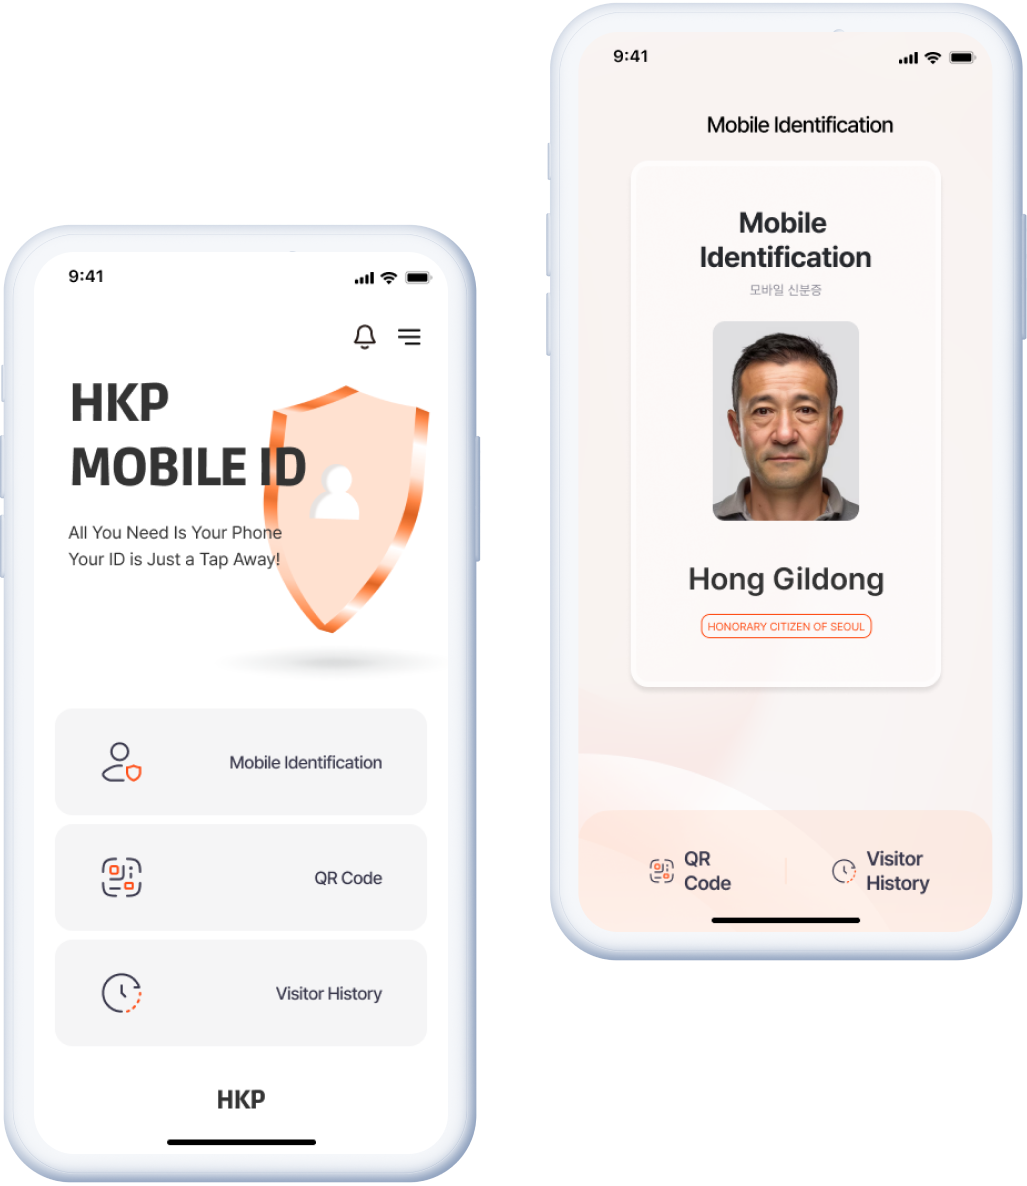 9:41
HKP
MOBILE ID
All You Need Is Your Phone
Your ID is Just a Tap Away!
Mobile Identification
QR Code
Visitor History
HKP
9:41
Mobile Identification
Mobile
Identification
모바일 신분증
Hong Gildong
HONORARY CITIZEN OF SEOUL
QR
Code
Visitor
History